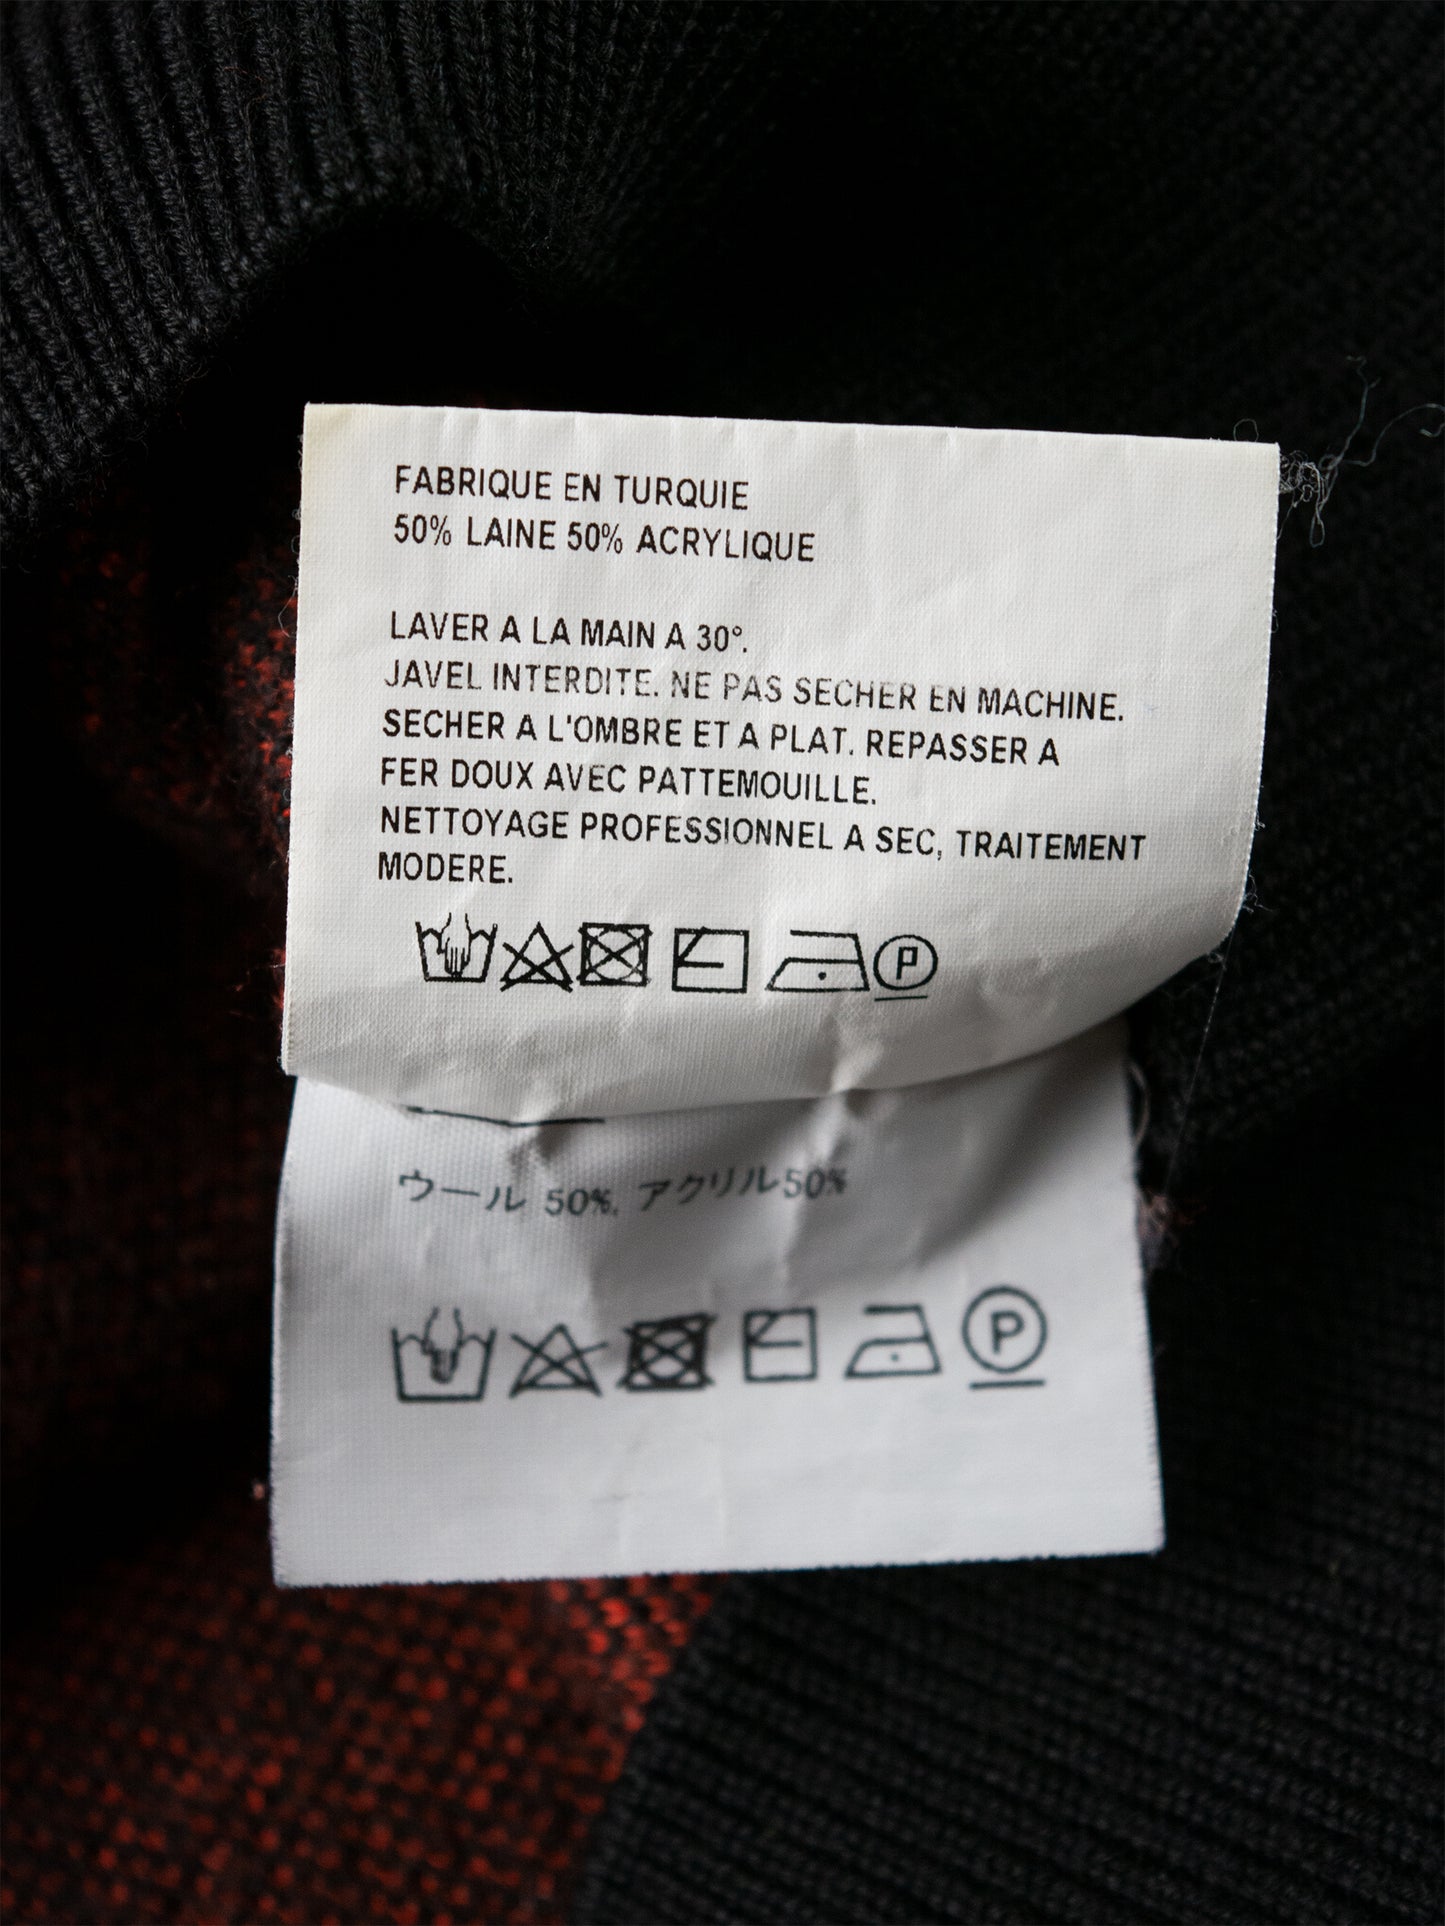 FABRIQUE EN TURQUIE
50% LAINE 50% ACRYLIQUE
LAVER A LA MAIN A 30°.
JAVEL INTERDITE. NE PAS SECHER EN MACHINE.
SECHER A L'OMBRE ET A PLAT. REPASSER A
FER DOUX AVEC PATTEMOUILLE.
NETTOYAGE PROFESSIONNEL A SEC, TRAITEMENT
MODERE.
P
ウール 50%, アクリル50%
P